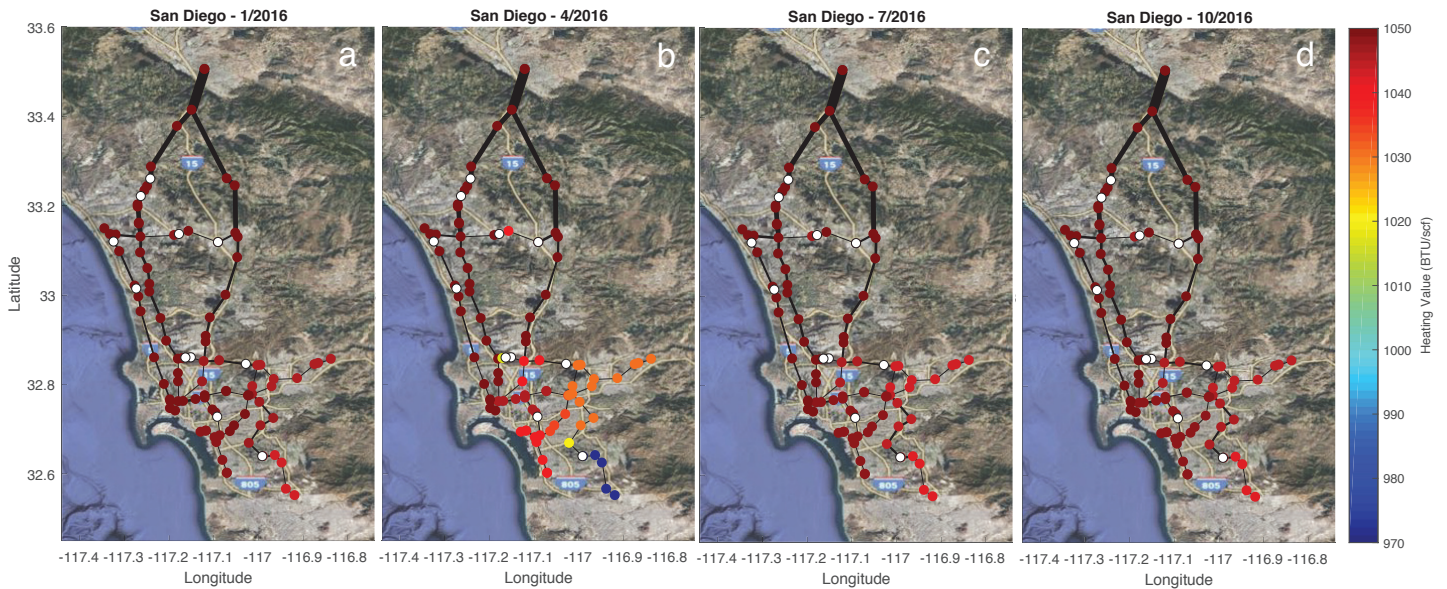 San Diego - 1/2016
San Diego - 4/2016
San Diego - 7/2016
San Diego - 10/2016
a
b
c
d
33.6
33.4
33.2
33
32.8
32.6
Latitude
15
15
15
15
15
15
15
15
805
805
805
805
-117.4 -117.3 -117.2 -117.1 -117 -116.9 -116.8
-117.4 -117.3 -117.2 -117.1 -117 -116.9 -116.8
-117.4 -117.3 -117.2 -117.1 -117 -116.9 -116.8
-117.4 -117.3 -117.2 -117.1 -117 -116.9 -116.8
Longitude
Longitude
Longitude
Longitude
1050
1040
1030
1020
1010
1000
990
980
970
Heating Value (BTU/scf)